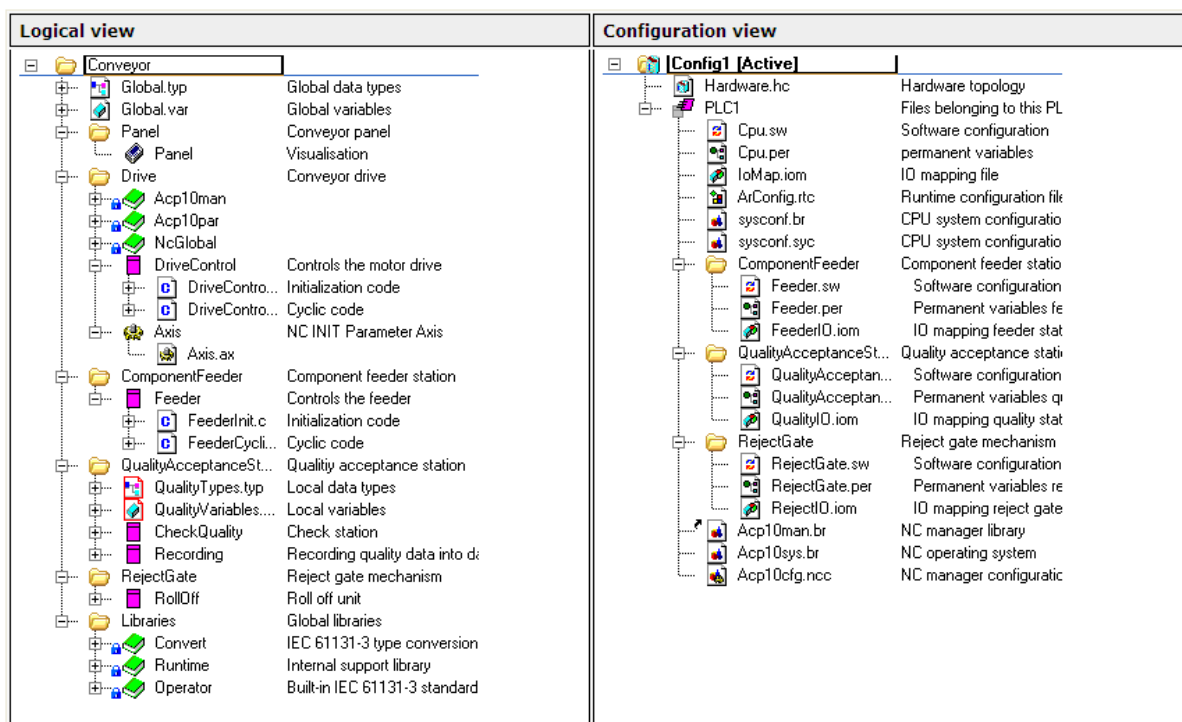 Logical view
Conveyor
Global.typ Global data types
Global.var Global variables
Panel Conveyor panel
Panel Visualisation
Drive Conveyor drive
Acp10man
Acp10par
NcGlobal
DriveControl Controls the motor drive
DriveContro... Initialization code
DriveContro... Cyclic code
Axis NC INIT Parameter Axis
Axis.ax
ComponentFeeder Component feeder station
Feeder Controls the feeder
FeederInit.c Initialization code
FeederCycli... Cyclic code
QualityAcceptanceSt... Qualitiy acceptance station
QualityTypes.typ Local data types
QualityVariables.... Local variables
CheckQuality Check station
Recording Recording quality data into da
RejectGate Reject gate mechanism
RollOff Roll off unit
Libraries Global libraries
Convert IEC 61131-3 type conversion
Runtime Internal support library
Operator Built-in IEC 61131-3 standard
Configuration view
Config1 [Active]
Hardware.hc Hardware topology
PLC1 Files belonging to this PL
Cpu.sw Software configuration
Cpu.per permanent variables
IoMap.iom IO mapping file
ArConfig.rtc Runtime configuration file
sysconf.br CPU system configuratio
sysconf.syc CPU system configuratio
ComponentFeeder Component feeder statio
Feeder.sw Software configuration
Feeder.per Permanent variables fe
FeederIO.iom IO mapping feeder stat
QualityAcceptanceSt... Quality acceptance stati
QualityAcceptan... Software configuration
QualityAcceptan... Permanent variables qu
QualityIO.iom IO mapping quality stat
RejectGate Reject gate mechanism
RejectGate.sw Software configuration
RejectGate.per Permanent variables re
RejectIO.iom IO mapping reject gate
Acp10man.br NC manager library
Acp10sys.br NC operating system
Acp10cfg.ncc NC manager configuratic